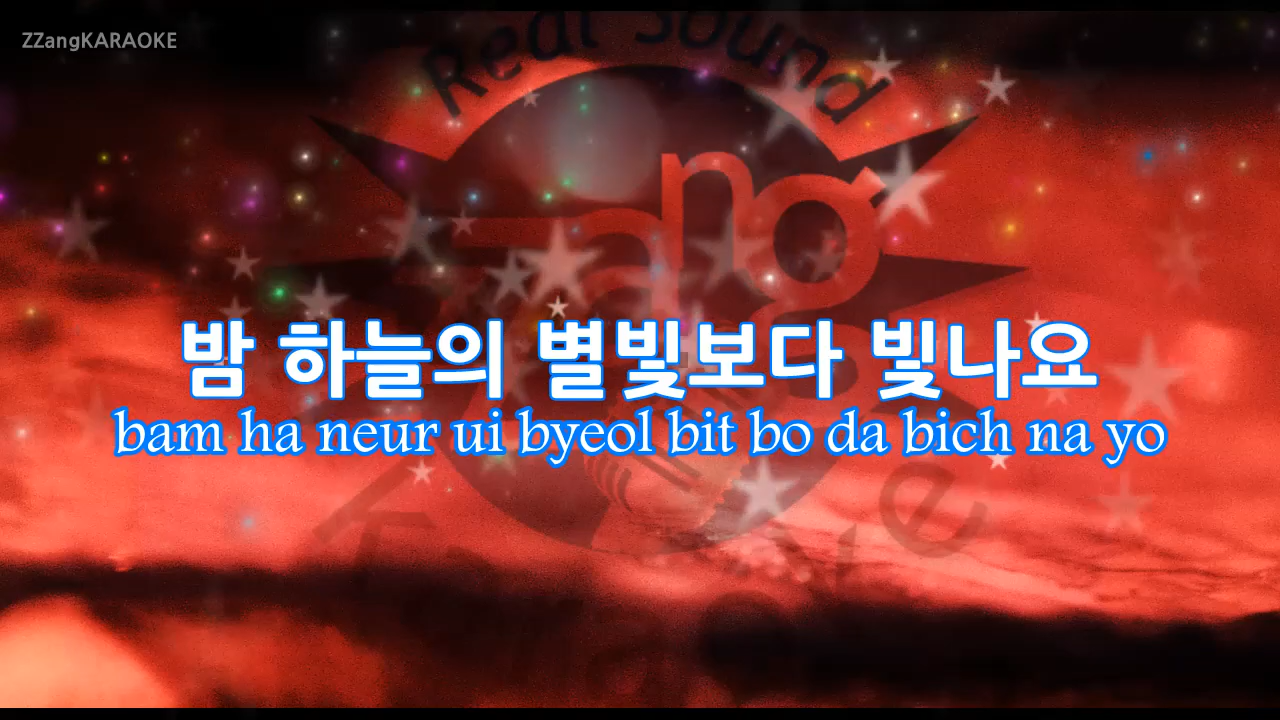 ZZangKARAOKE
Real Sound
ang
밤 하늘의 별빛보다 빛나요
bam ha neur ui byeol bit bo da bich na yo